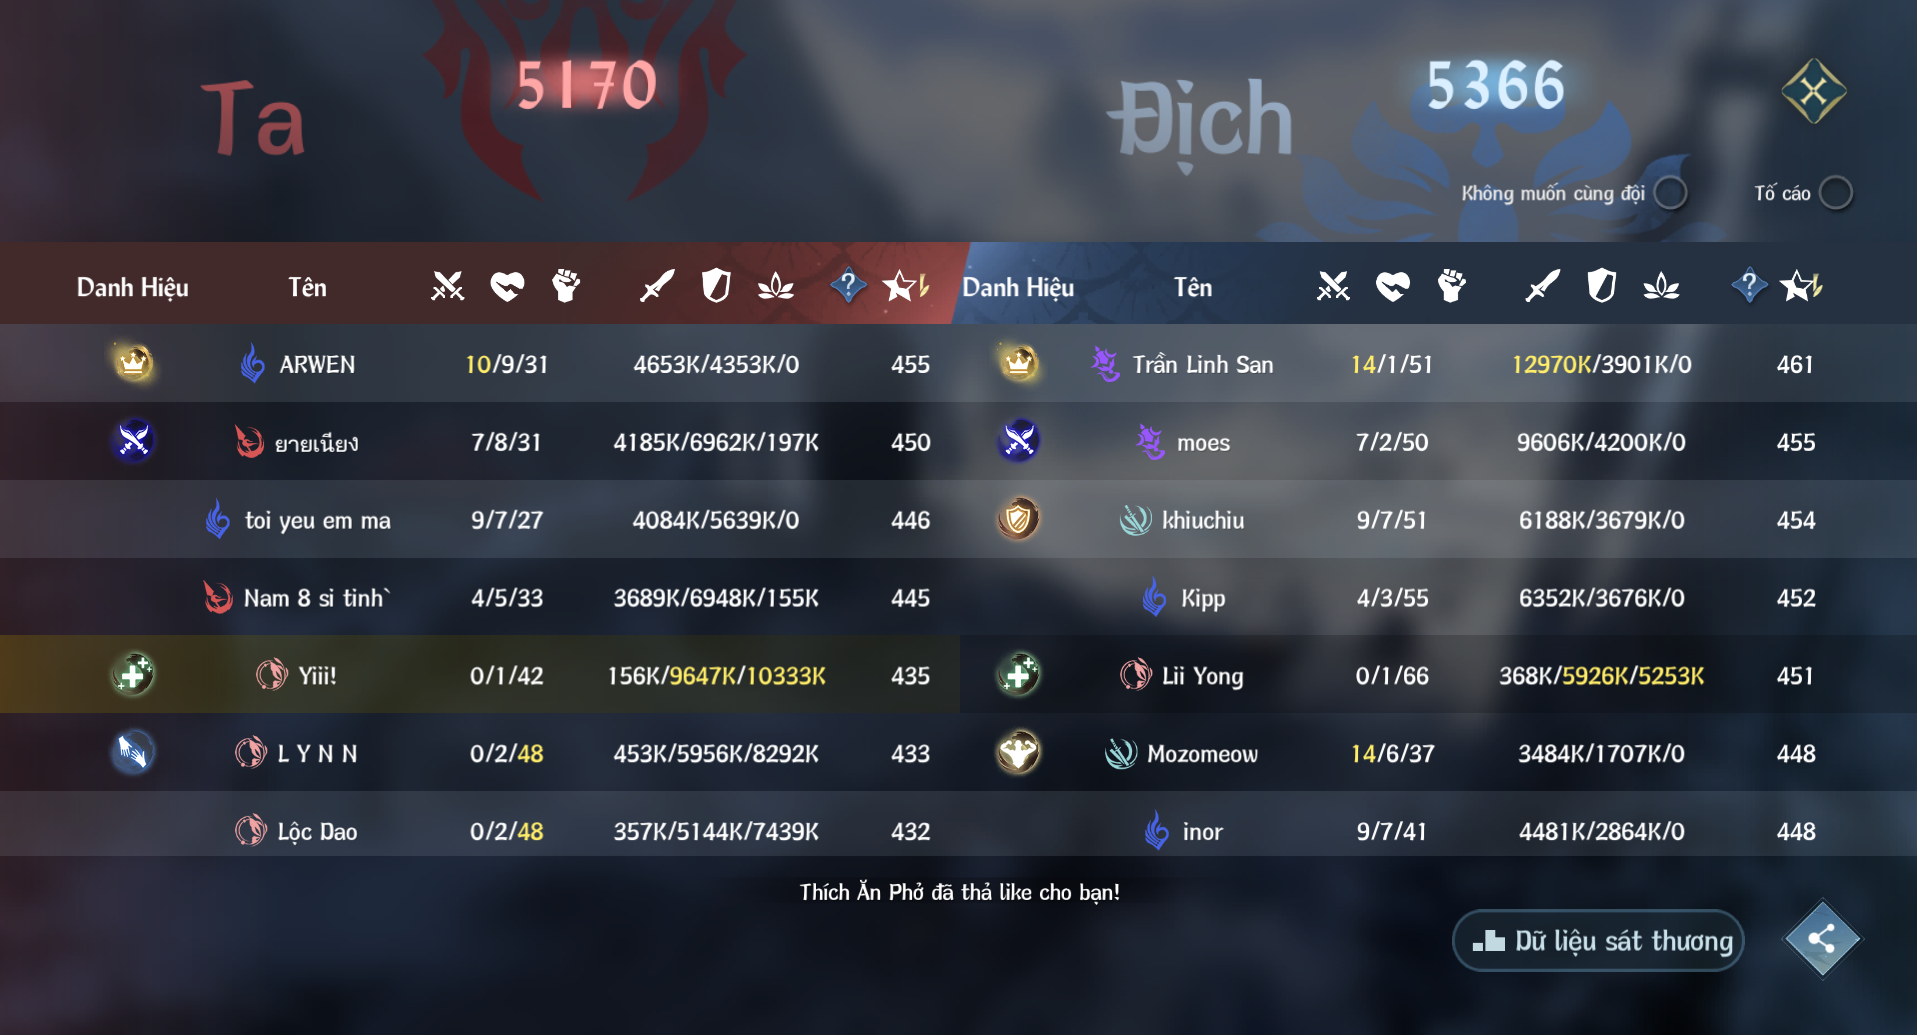 Ta 5170 Địch 5366
Không muốn cùng đội Tố cáo
Danh Hiệu Tên ? Danh Hiệu Tên ?
ARWEN 10/9/31 4653K/4353K/0 455 Trần Linh San 14/1/51 12970K/3901K/0 461
ยายเนียง 7/8/31 4185K/6962K/197K 450 moes 7/2/50 9606K/4200K/0 455
toi yeu em ma 9/7/27 4084K/5639K/0 446 khiuchiu 9/7/51 6188K/3679K/0 454
Nam 8 si tinh` 4/5/33 3689K/6948K/155K 445 Kipp 4/3/55 6352K/3676K/0 452
Yiii! 0/1/42 156K/9647K/10333K 435 Lii Yong 0/1/66 368K/5926K/5253K 451
L Y N N 0/2/48 453K/5956K/8292K 433 Mozomeow 14/6/37 3484K/1707K/0 448
Lộc Dao 0/2/48 357K/5144K/7439K 432 inor 9/7/41 4481K/2864K/0 448
Thích Ăn Phở đã thả like cho bạn!
Dữ liệu sát thương